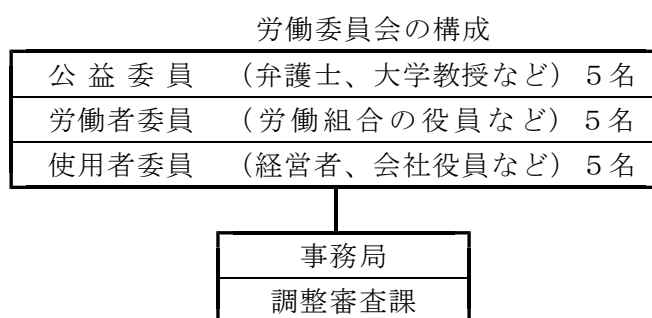 労働委員会の構成
公 益 委 員 （弁護士、大学教授など） ５名
労働者委員 （労働組合の役員など） ５名
使用者委員 （経営者、会社役員など） ５名
事務局
調整審査課